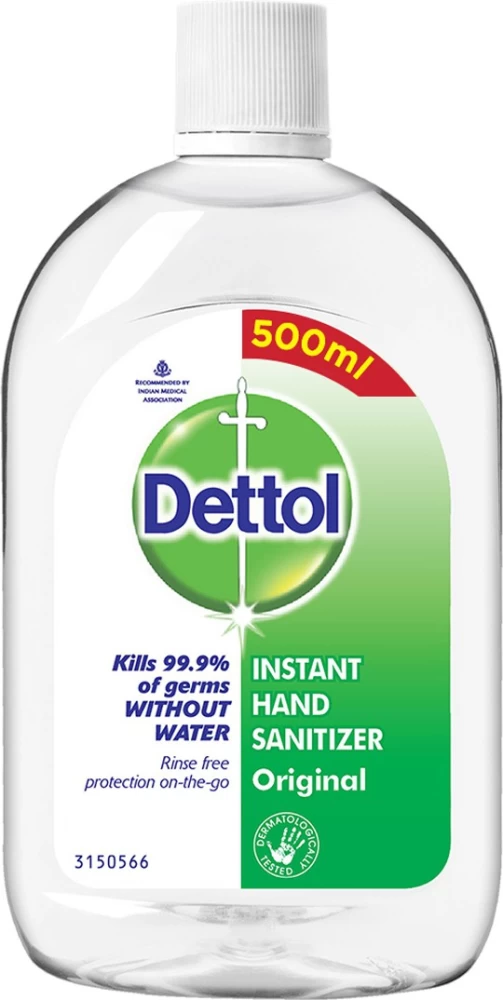 500ml
RECOMMENDED BY
INDIAN MEDICAL
ASSOCIATION
Dettol
Kills 99.9%
of germs
WITHOUT
WATER
Rinse free
protection on-the-go
INSTANT
HAND
SANITIZER
Original
DERMATOLOGICALLY
TESTED
3150566